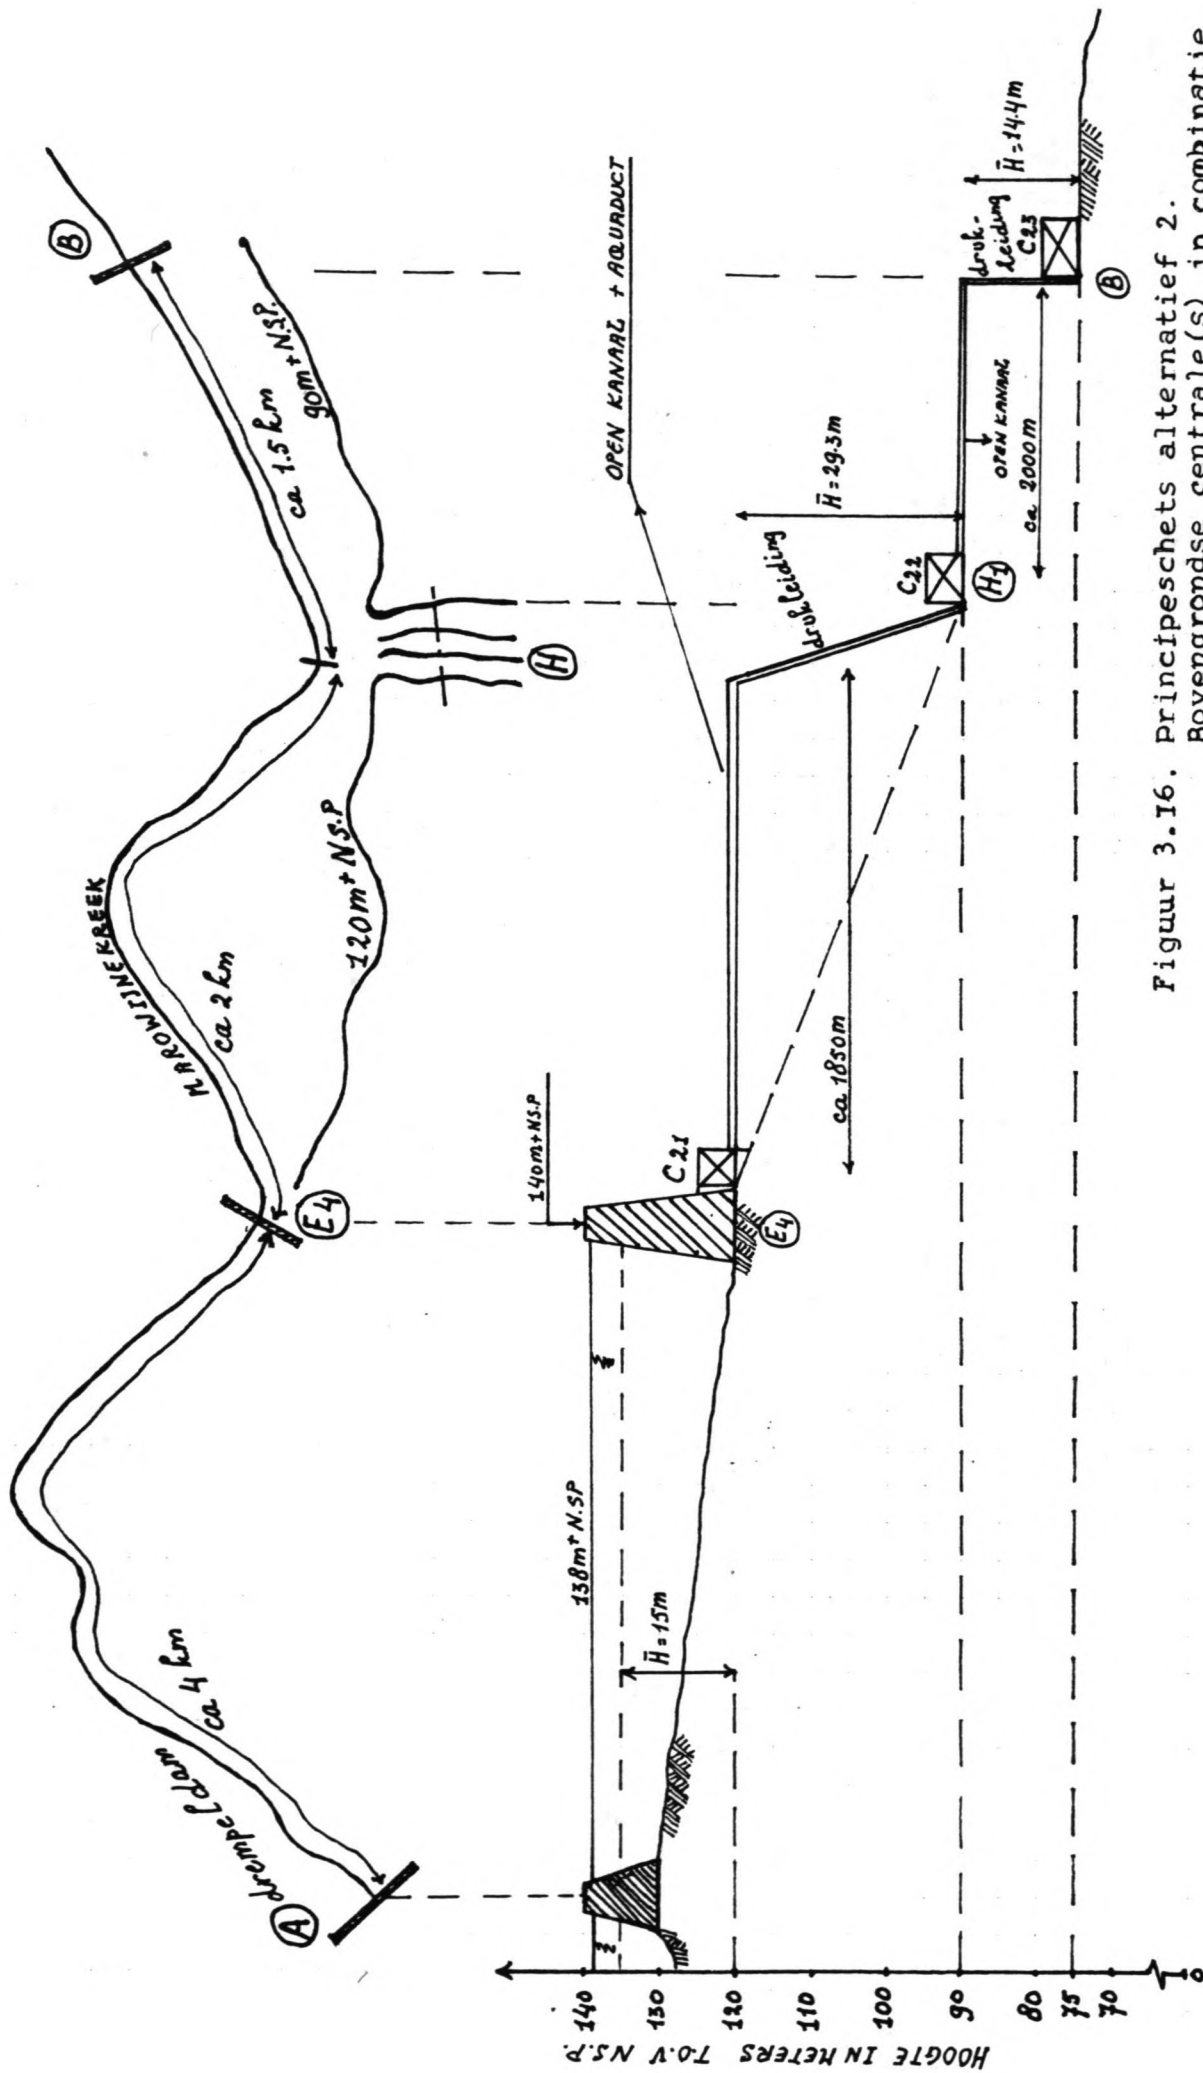 B
ca 1.5 km
90m+N.S.P.
MAROWIJNEKREEK
ca 2 km
120m+N.S.P
H
E4
ca 4 km
A drempeldam
OPEN KANAAL + AQUADUCT
140m+N.S.P
138m+N.SP
H̄=15m
C21
E4
ca 1850m
drukleiding
H̄=29.3m
C22
H1
OPEN KANAAL
ca 2000m
druk-
leiding
C23
H̄=14.4m
B
HOOGTE IN METERS T.O.V N.S.P.
140
130
120
110
100
90
80
75
70
0
Figuur 3.16. Principeschets alternatief 2.
Bovengrondse centrale(s) in combinatie